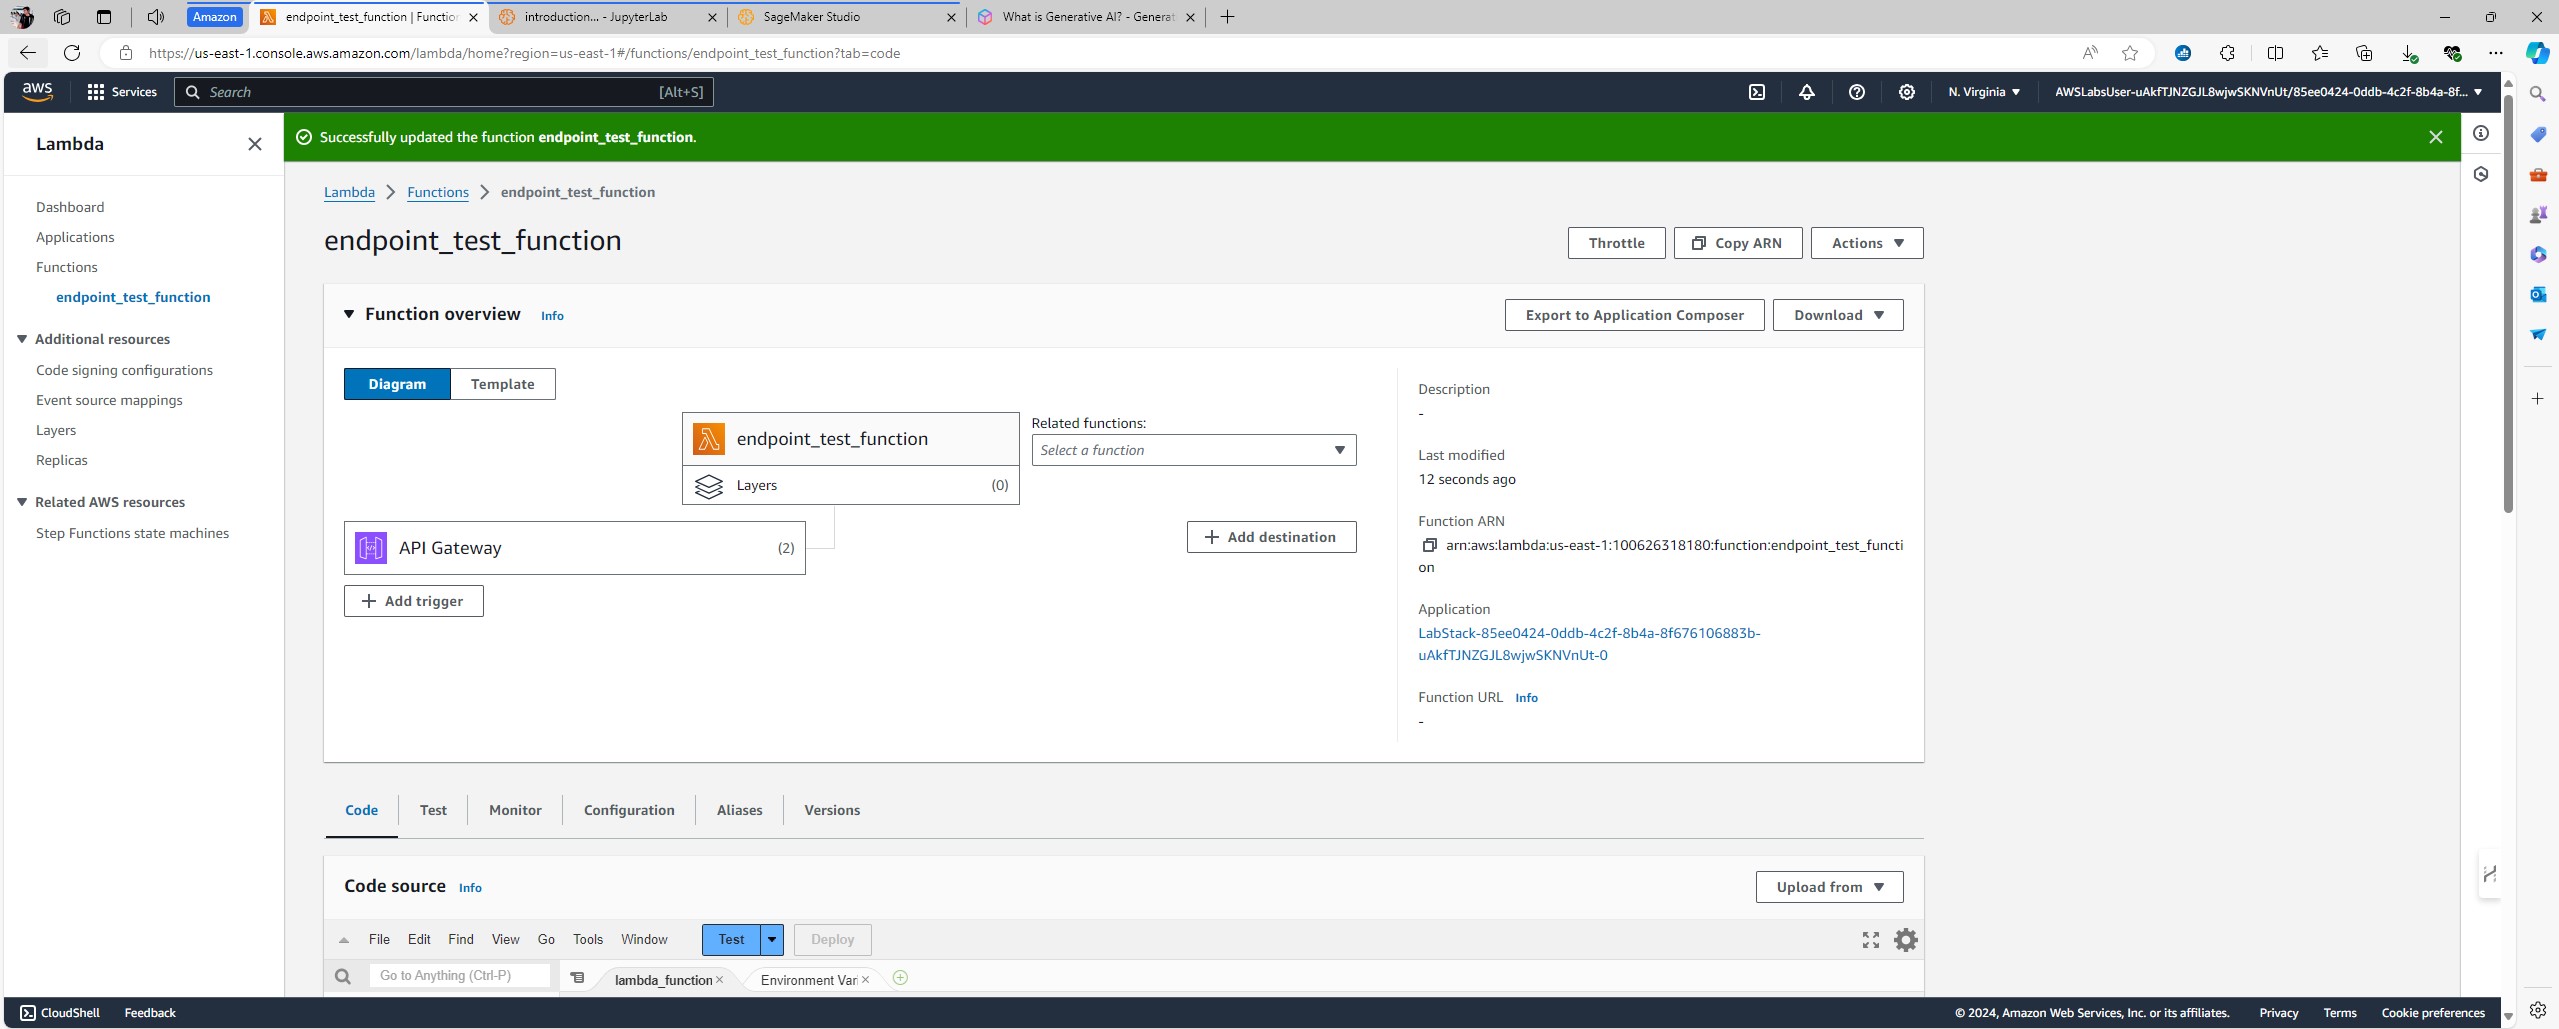 Amazon
endpoint_test_function | Function
introduction... - JupyterLab
SageMaker Studio
What is Generative AI? - Generat
https://us-east-1.console.aws.amazon.com/lambda/home?region=us-east-1#/functions/endpoint_test_function?tab=code
aws
Services
Search
[Alt+S]
N. Virginia
AWSLabsUser-uAkfTJNZGJL8wjwSKNVnUt/85ee0424-0ddb-4c2f-8b4a-8f...
Lambda
Successfully updated the function endpoint_test_function.
Dashboard
Applications
Functions
endpoint_test_function
Additional resources
Code signing configurations
Event source mappings
Layers
Replicas
Related AWS resources
Step Functions state machines
Lambda
Functions
endpoint_test_function
endpoint_test_function
Throttle
Copy ARN
Actions
Function overview Info
Export to Application Composer
Download
Diagram
Template
endpoint_test_function
Layers
(0)
Related functions:
Select a function
API Gateway
(2)
Add destination
Add trigger
Description
-
Last modified
12 seconds ago
Function ARN
arn:aws:lambda:us-east-1:100626318180:function:endpoint_test_functi
on
Application
LabStack-85ee0424-0ddb-4c2f-8b4a-8f676106883b-
uAkfTJNZGJL8wjwSKNVnUt-0
Function URL Info
-
Code
Test
Monitor
Configuration
Aliases
Versions
Code source Info
Upload from
File Edit Find View Go Tools Window
Test
Deploy
Go to Anything (Ctrl-P)
lambda_function
Environment Vari
CloudShell
Feedback
© 2024, Amazon Web Services, Inc. or its affiliates.
Privacy
Terms
Cookie preferences